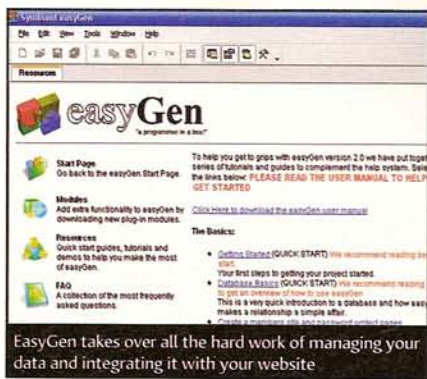 Symbiant easyGen
File Edit View Tools Window Help
Resources
easyGen
"a programmer in a box!"
Start Page
Go back to the easyGen Start Page.
Modules
Add extra functionality to easyGen by
downloading new plug-in modules.
Resources
Quick start guides, tutorials and
demos to help you make the most
of easyGen.
FAQ
A collection of the most frequently
asked questions.
To help you get to grips with easyGen version 2.0 we have put toget
series of tutorials and guides to complement the help system. Sele
the links below: PLEASE READ THE USER MANUAL TO HELP
GET STARTED
Click Here to download the easyGen user manual
The Basics:
Getting Started (QUICK START) We recommend reading be
start.
Your first steps to getting your project started.
Database Basics (QUICK START) We recommend reading
to get an overview of how to use easyGen
This is a very quick introduction to a database and how easy
makes a relationship a simple affair.
Create a members site and password protect pages
EasyGen takes over all the hard work of managing your
data and integrating it with your website